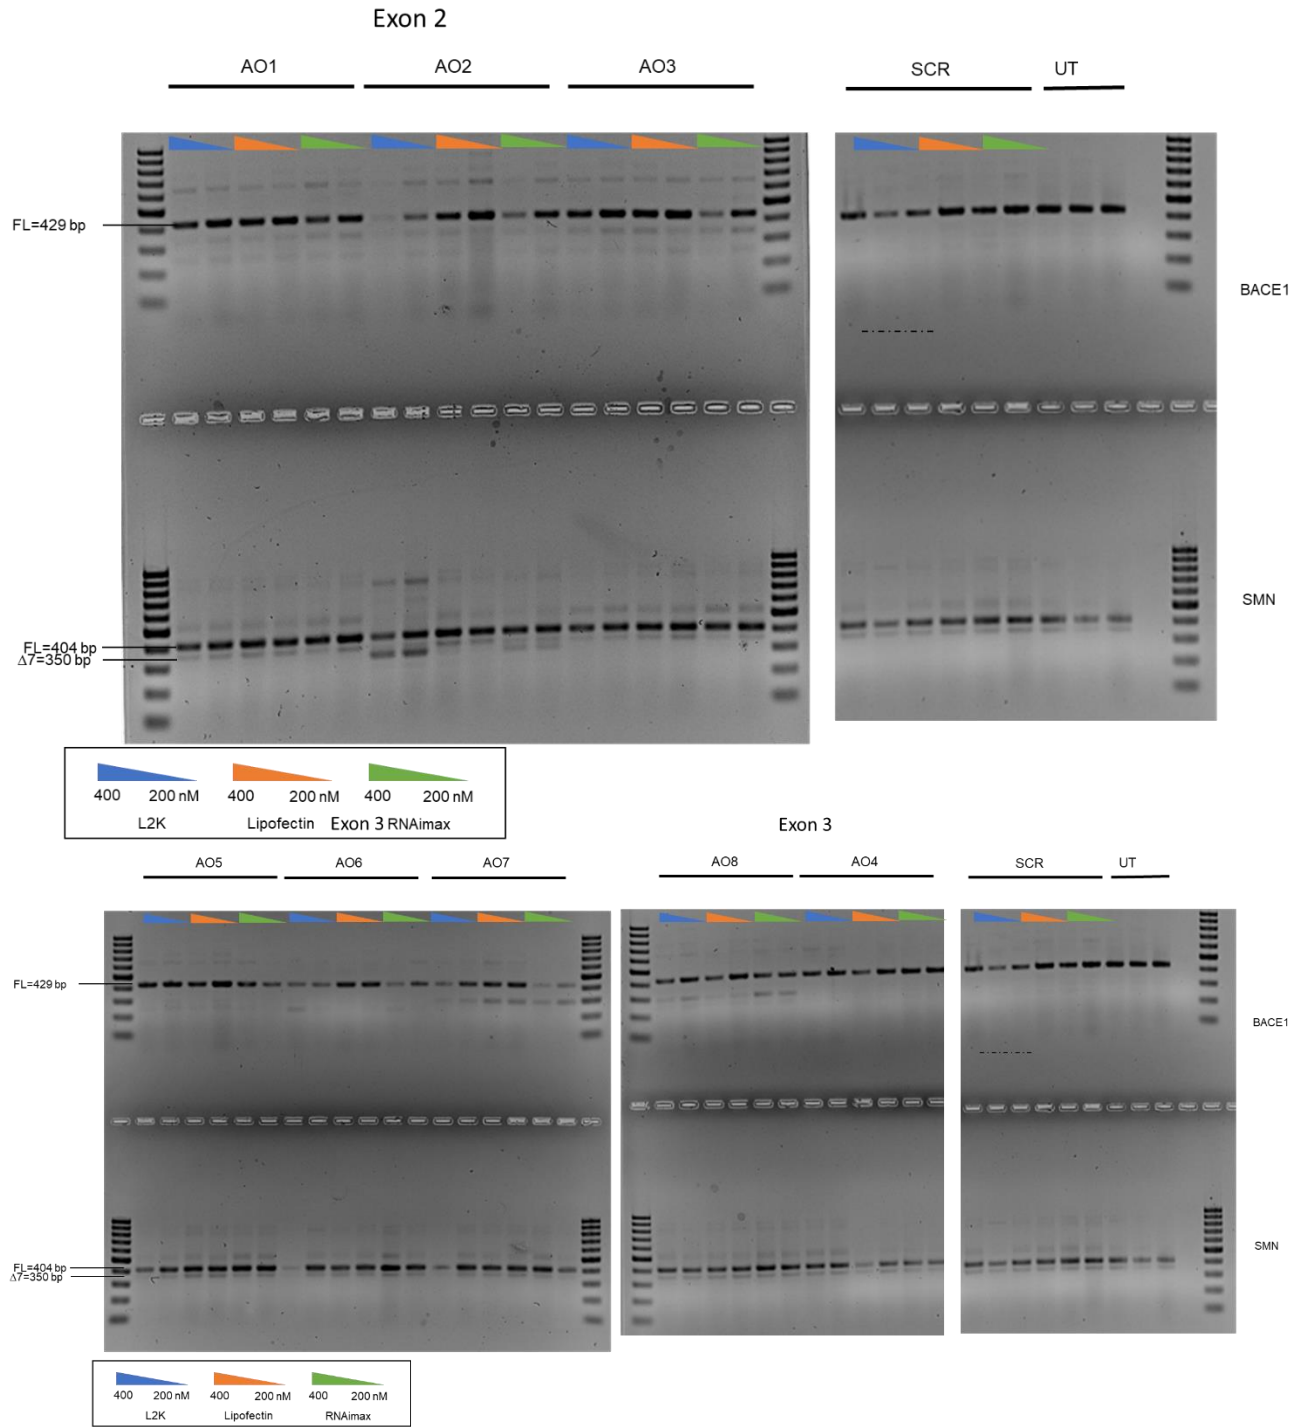 Exon 2
AO1 AO2 AO3 SCR UT
FL=429 bp
BACE1
SMN
FL=404 bp
Δ7=350 bp
400 200 nM 400 200 nM 400 200 nM
L2K Lipofectin Exon 3 RNAimax
Exon 3
AO5 AO6 AO7 AO8 AO4 SCR UT
FL=429 bp
BACE1
SMN
FL=404 bp
Δ7=350 bp
400 200 nM 400 200 nM 400 200 nM
L2K Lipofectin RNAimax